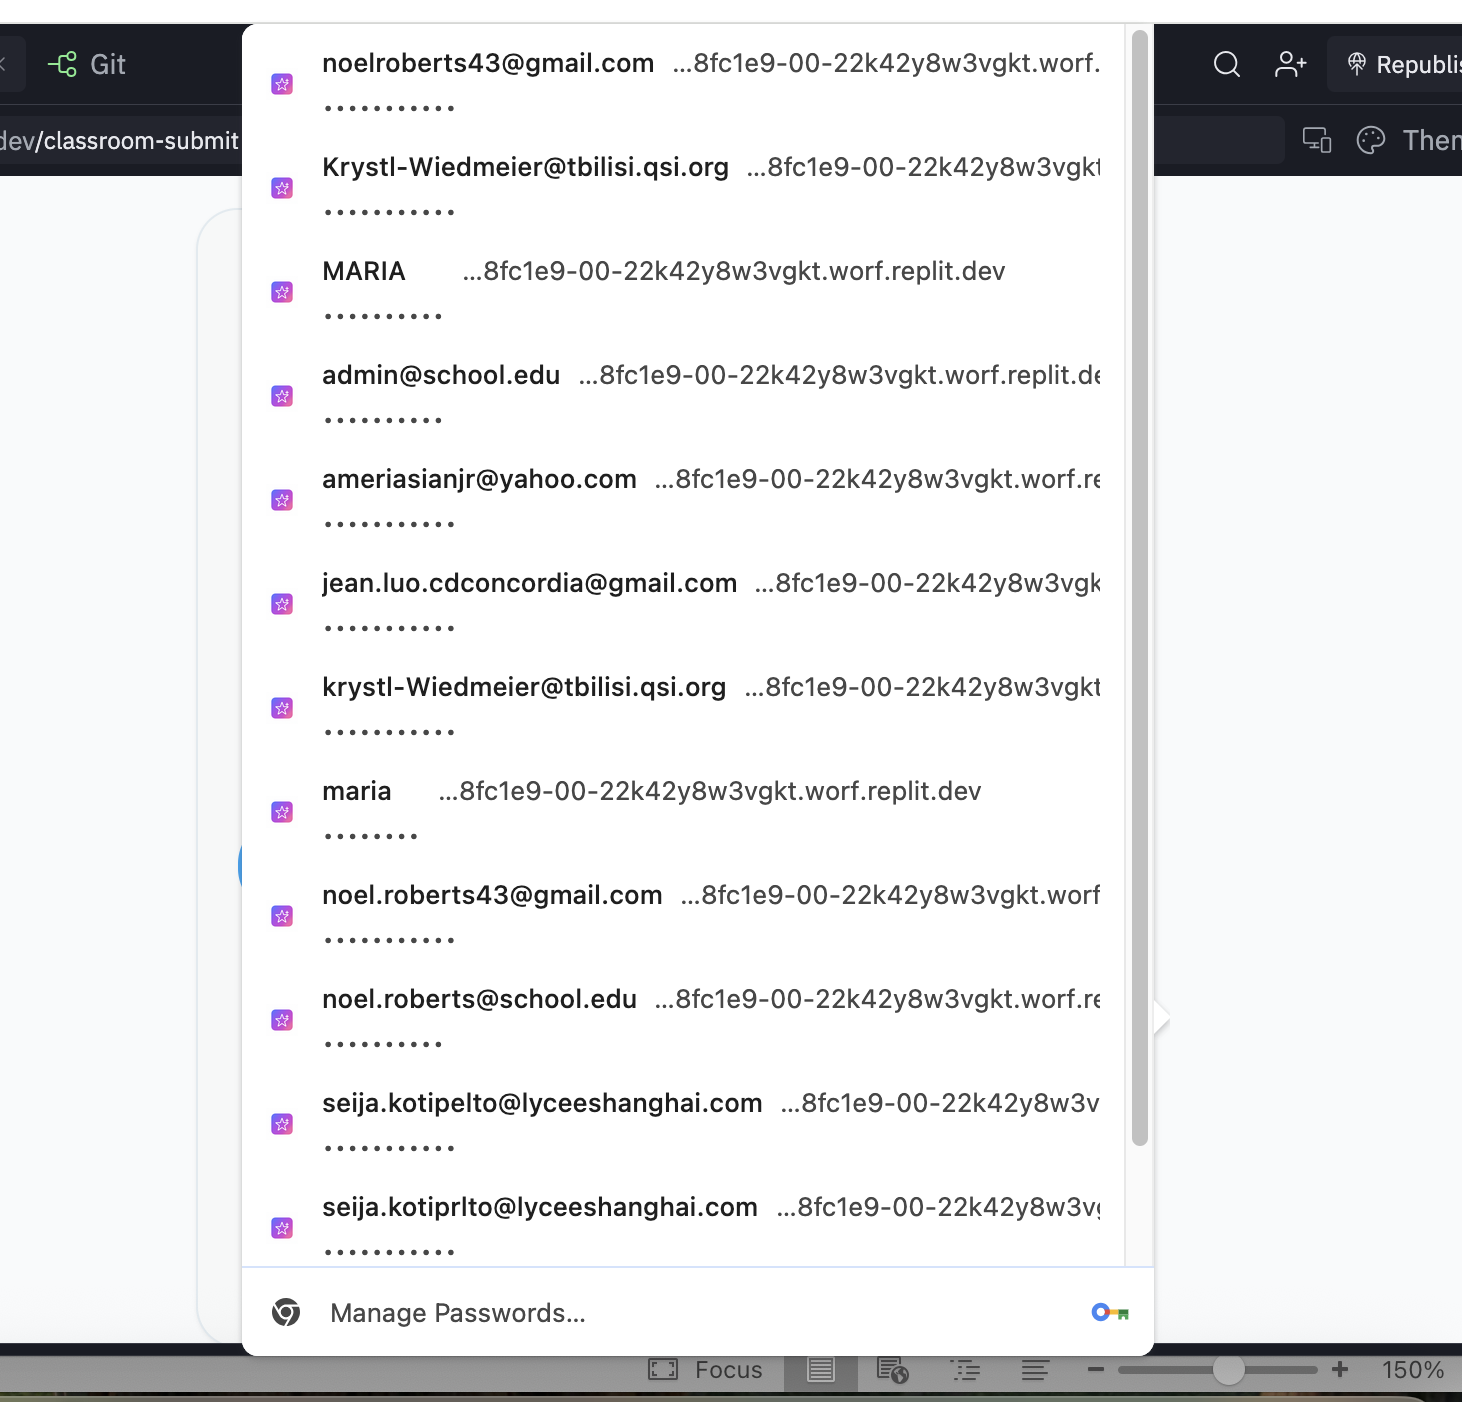 Git
Republis
dev/classroom-submit
Them
noelroberts43@gmail.com ...8fc1e9-00-22k42y8w3vgkt.worf.
•••••••••••
Krystl-Wiedmeier@tbilisi.qsi.org ...8fc1e9-00-22k42y8w3vgkt
•••••••••••
MARIA ...8fc1e9-00-22k42y8w3vgkt.worf.replit.dev
••••••••••
admin@school.edu ...8fc1e9-00-22k42y8w3vgkt.worf.replit.de
••••••••••
ameriasianjr@yahoo.com ...8fc1e9-00-22k42y8w3vgkt.worf.re
•••••••••••
jean.luo.cdconcordia@gmail.com ...8fc1e9-00-22k42y8w3vgk
•••••••••••
krystl-Wiedmeier@tbilisi.qsi.org ...8fc1e9-00-22k42y8w3vgkt
•••••••••••
maria ...8fc1e9-00-22k42y8w3vgkt.worf.replit.dev
••••••••
noel.roberts43@gmail.com ...8fc1e9-00-22k42y8w3vgkt.worf
•••••••••••
noel.roberts@school.edu ...8fc1e9-00-22k42y8w3vgkt.worf.re
••••••••••
seija.kotipelto@lyceeshanghai.com ...8fc1e9-00-22k42y8w3v
•••••••••••
seija.kotiprlto@lyceeshanghai.com ...8fc1e9-00-22k42y8w3vg
•••••••••••
Manage Passwords...
Focus
150%